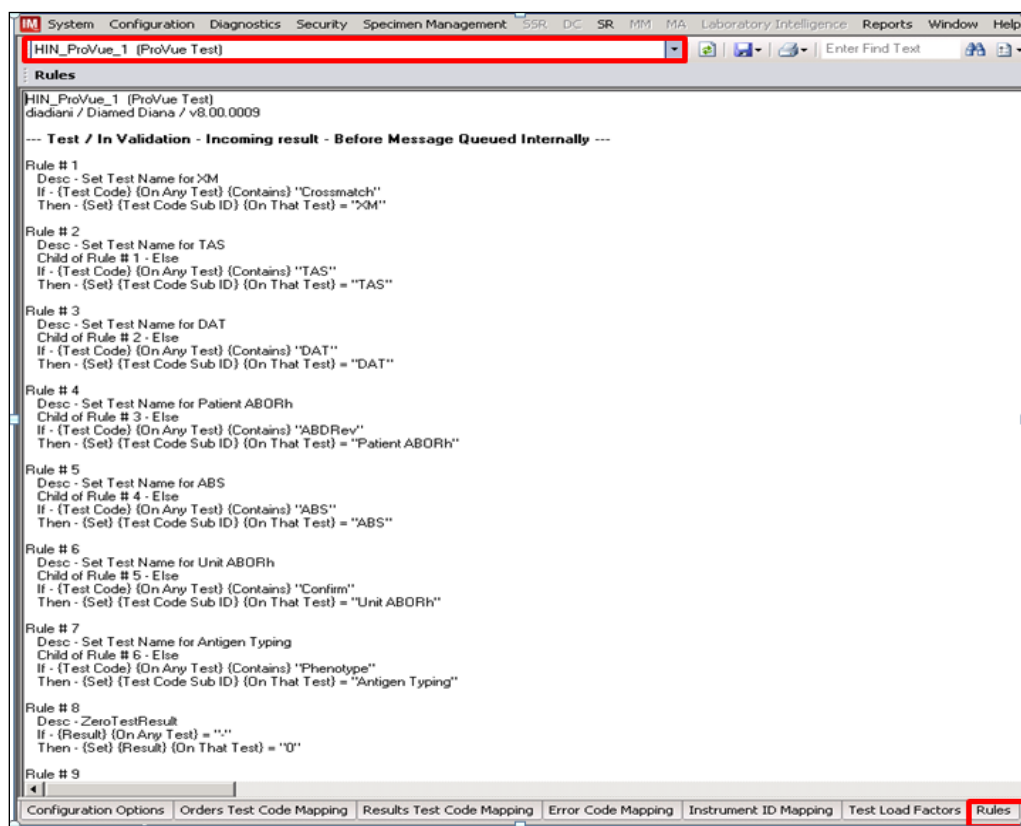 IM System Configuration Diagnostics Security Specimen Management SSR DC SR MM MA Laboratory Intelligence Reports Window Help
HIN_ProVue_1 (ProVue Test) Enter Find Text
Rules
HIN_ProVue_1 (ProVue Test)
diadiani / Diamed Diana / v8.00.0009
--- Test / In Validation - Incoming result - Before Message Queued Internally ---
Rule # 1
Desc - Set Test Name for XM
If - {Test Code} {On Any Test} {Contains} "Crossmatch"
Then - {Set} {Test Code Sub ID} {On That Test} = "XM"
Rule # 2
Desc - Set Test Name for TAS
Child of Rule # 1 - Else
If - {Test Code} {On Any Test} {Contains} "TAS"
Then - {Set} {Test Code Sub ID} {On That Test} = "TAS"
Rule # 3
Desc - Set Test Name for DAT
Child of Rule # 2 - Else
If - {Test Code} {On Any Test} {Contains} "DAT"
Then - {Set} {Test Code Sub ID} {On That Test} = "DAT"
Rule # 4
Desc - Set Test Name for Patient ABORh
Child of Rule # 3 - Else
If - {Test Code} {On Any Test} {Contains} "ABDRev"
Then - {Set} {Test Code Sub ID} {On That Test} = "Patient ABORh"
Rule # 5
Desc - Set Test Name for ABS
Child of Rule # 4 - Else
If - {Test Code} {On Any Test} {Contains} "ABS"
Then - {Set} {Test Code Sub ID} {On That Test} = "ABS"
Rule # 6
Desc - Set Test Name for Unit ABORh
Child of Rule # 5 - Else
If - {Test Code} {On Any Test} {Contains} "Confirm"
Then - {Set} {Test Code Sub ID} {On That Test} = "Unit ABORh"
Rule # 7
Desc - Set Test Name for Antigen Typing
Child of Rule # 6 - Else
If - {Test Code} {On Any Test} {Contains} "Phenotype"
Then - {Set} {Test Code Sub ID} {On That Test} = "Antigen Typing"
Rule # 8
Desc - ZeroTestResult
If - {Result} {On Any Test} = "-"
Then - {Set} {Result} {On That Test} = "0"
Rule # 9
Configuration Options Orders Test Code Mapping Results Test Code Mapping Error Code Mapping Instrument ID Mapping Test Load Factors Rules